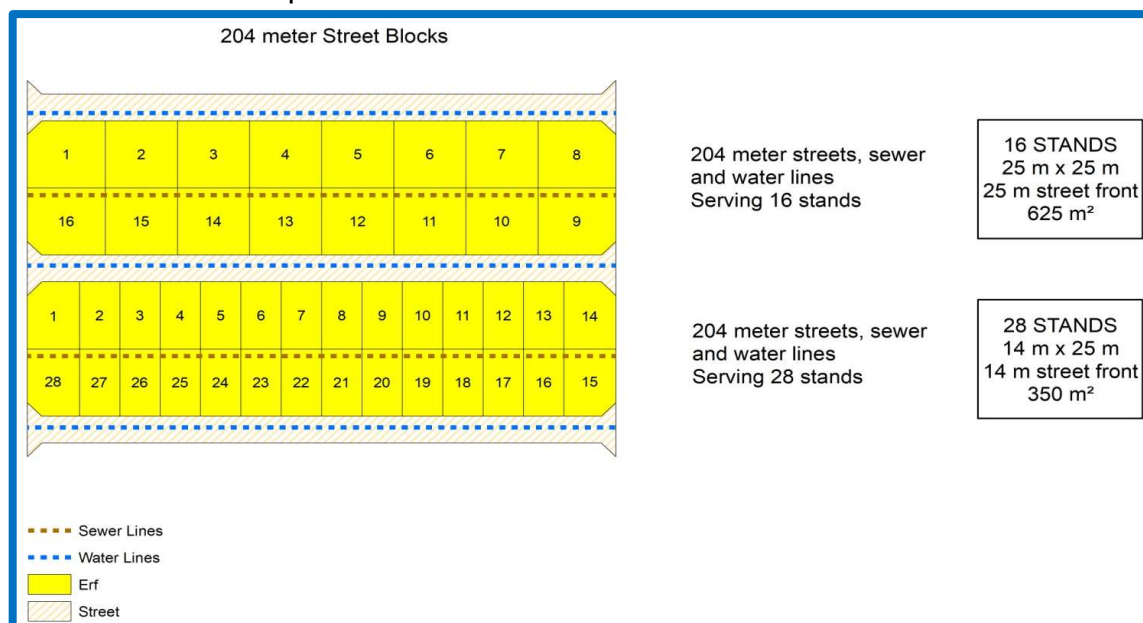 204 meter Street Blocks
1 2 3 4 5 6 7 8
16 15 14 13 12 11 10 9
204 meter streets, sewer
and water lines
Serving 16 stands
16 STANDS
25 m x 25 m
25 m street front
625 m²
1 2 3 4 5 6 7 8 9 10 11 12 13 14
28 27 26 25 24 23 22 21 20 19 18 17 16 15
204 meter streets, sewer
and water lines
Serving 28 stands
28 STANDS
14 m x 25 m
14 m street front
350 m²
Sewer Lines
Water Lines
Erf
Street